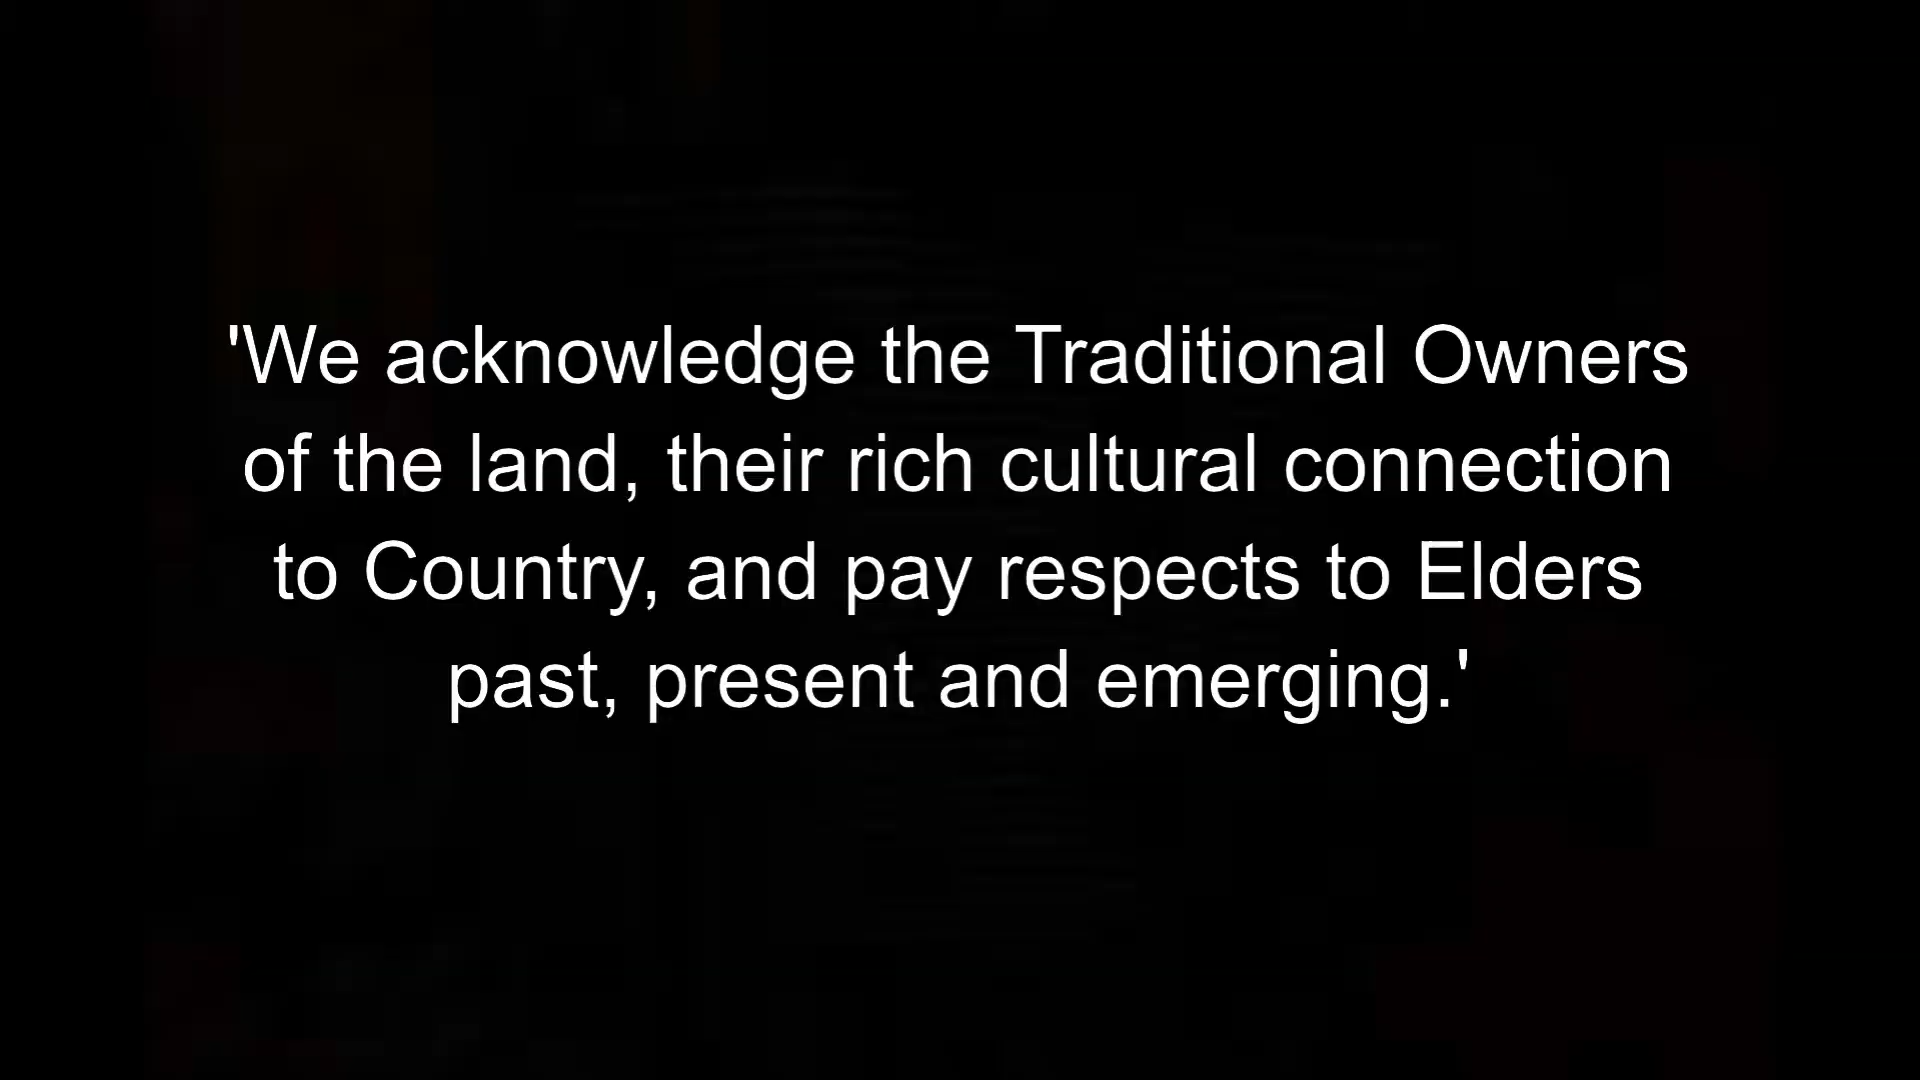 'We acknowledge the Traditional Owners
of the land, their rich cultural connection
to Country, and pay respects to Elders
past, present and emerging.'